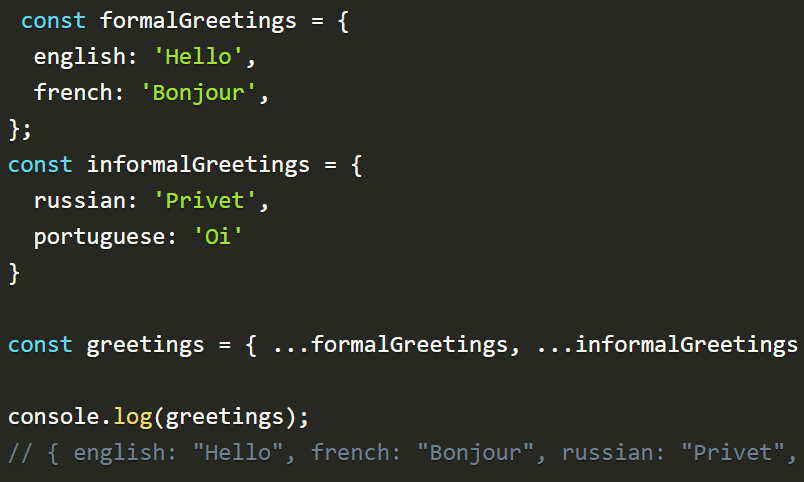 const formalGreetings = {
  english: 'Hello',
  french: 'Bonjour',
};
const informalGreetings = {
  russian: 'Privet',
  portuguese: 'Oi'
}
const greetings = { ...formalGreetings, ...informalGreetings
console.log(greetings);
// { english: "Hello", french: "Bonjour", russian: "Privet",